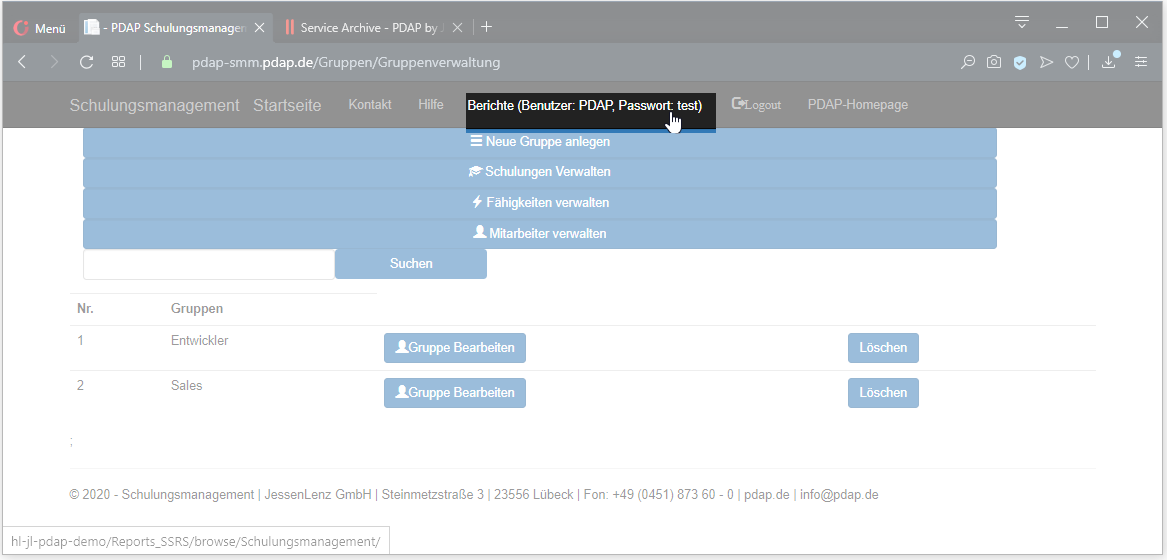 Menü
- PDAP Schulungsmanagemen
Service Archive - PDAP by J
pdap-smm.pdap.de/Gruppen/Gruppenverwaltung
Schulungsmanagement Startseite Kontakt Hilfe Berichte (Benutzer: PDAP, Passwort: test) Logout PDAP-Homepage
Neue Gruppe anlegen
Schulungen Verwalten
Fähigkeiten verwalten
Mitarbeiter verwalten
Suchen
Nr. Gruppen
1 Entwickler Gruppe Bearbeiten Löschen
2 Sales Gruppe Bearbeiten Löschen
;
© 2020 - Schulungsmanagement | JessenLenz GmbH | Steinmetzstraße 3 | 23556 Lübeck | Fon: +49 (0451) 873 60 - 0 | pdap.de | info@pdap.de
hl-jl-pdap-demo/Reports_SSRS/browse/Schulungsmanagement/